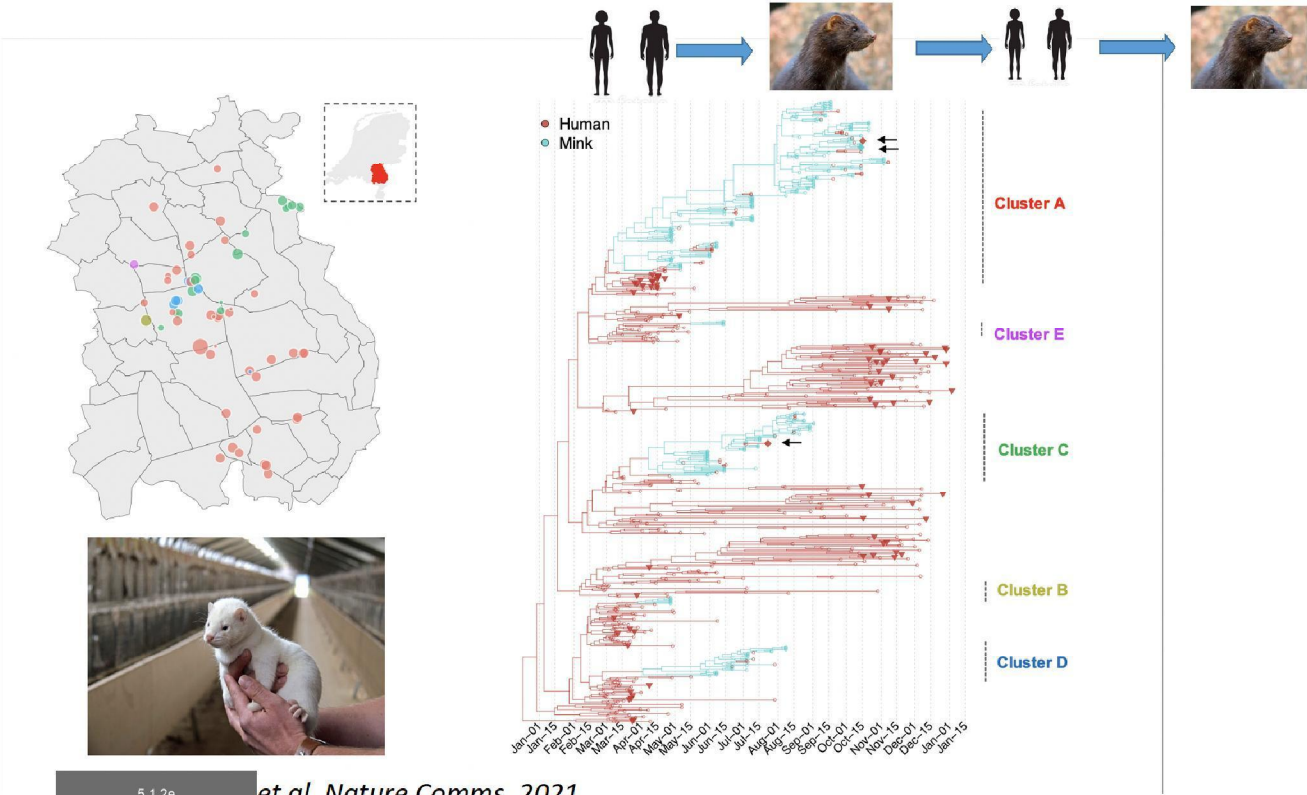 Human
Mink
Cluster A
Cluster E
Cluster C
Cluster B
Cluster D
Jan-01
Jan-15
Feb-01
Feb-15
Mar-01
Mar-15
Apr-01
Apr-15
May-01
May-15
Jun-01
Jun-15
Jul-01
Jul-15
Aug-01
Aug-15
Sep-01
Sep-15
Oct-01
Oct-15
Nov-01
Nov-15
Dec-01
Dec-15
Jan-01
Jan-15
5.1.2e
et al. Nature Comms. 2021